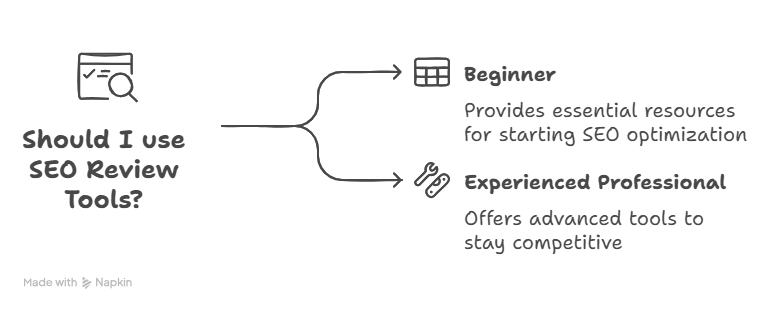 Should I use
SEO Review
Tools?
Beginner
Provides essential resources
for starting SEO optimization
Experienced Professional
Offers advanced tools to
stay competitive
Made with Napkin